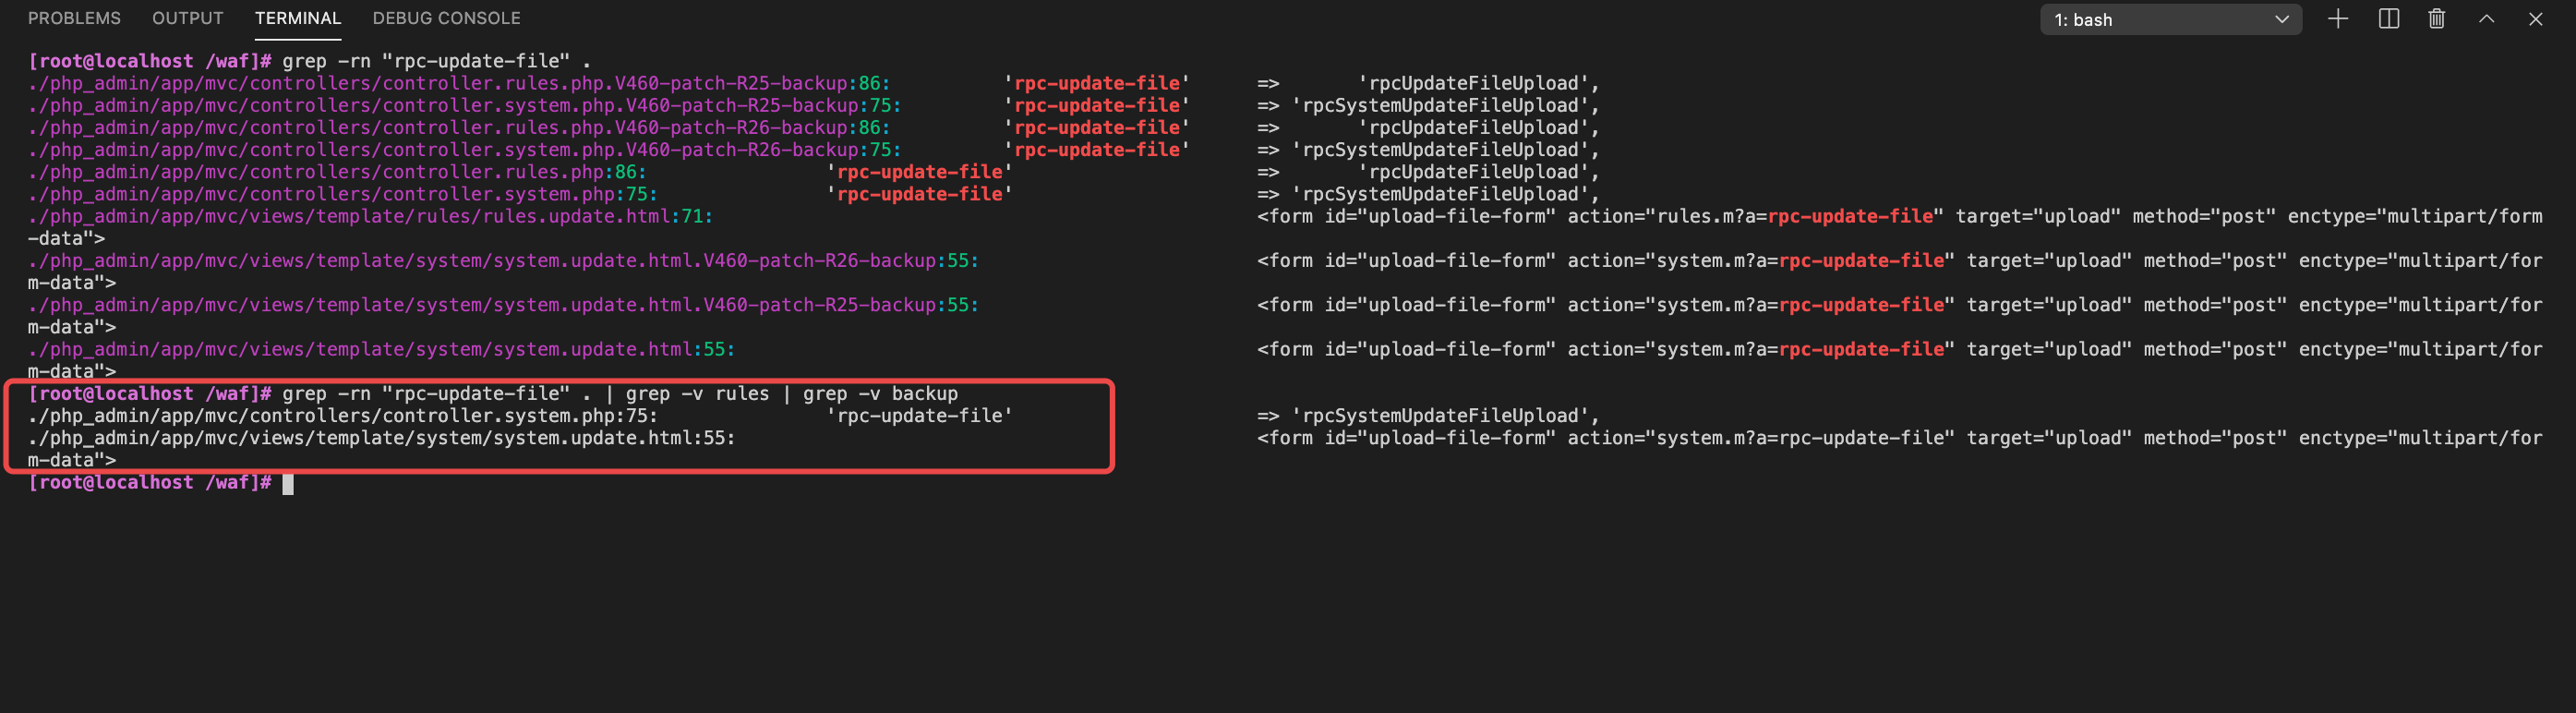 PROBLEMS OUTPUT TERMINAL DEBUG CONSOLE 1: bash
[root@localhost /waf]# grep -rn "rpc-update-file" .
./php_admin/app/mvc/controllers/controller.rules.php.V460-patch-R25-backup:86: 'rpc-update-file' => 'rpcUpdateFileUpload',
./php_admin/app/mvc/controllers/controller.system.php.V460-patch-R25-backup:75: 'rpc-update-file' => 'rpcSystemUpdateFileUpload',
./php_admin/app/mvc/controllers/controller.rules.php.V460-patch-R26-backup:86: 'rpc-update-file' => 'rpcUpdateFileUpload',
./php_admin/app/mvc/controllers/controller.system.php.V460-patch-R26-backup:75: 'rpc-update-file' => 'rpcSystemUpdateFileUpload',
./php_admin/app/mvc/controllers/controller.rules.php:86: 'rpc-update-file' => 'rpcUpdateFileUpload',
./php_admin/app/mvc/controllers/controller.system.php:75: 'rpc-update-file' => 'rpcSystemUpdateFileUpload',
./php_admin/app/mvc/views/template/rules/rules.update.html:71: <form id="upload-file-form" action="rules.m?a=rpc-update-file" target="upload" method="post" enctype="multipart/form
-data">
./php_admin/app/mvc/views/template/system/system.update.html.V460-patch-R26-backup:55: <form id="upload-file-form" action="system.m?a=rpc-update-file" target="upload" method="post" enctype="multipart/for
m-data">
./php_admin/app/mvc/views/template/system/system.update.html.V460-patch-R25-backup:55: <form id="upload-file-form" action="system.m?a=rpc-update-file" target="upload" method="post" enctype="multipart/for
m-data">
./php_admin/app/mvc/views/template/system/system.update.html:55: <form id="upload-file-form" action="system.m?a=rpc-update-file" target="upload" method="post" enctype="multipart/for
m-data">
[root@localhost /waf]# grep -rn "rpc-update-file" . | grep -v rules | grep -v backup
./php_admin/app/mvc/controllers/controller.system.php:75: 'rpc-update-file' => 'rpcSystemUpdateFileUpload',
./php_admin/app/mvc/views/template/system/system.update.html:55: <form id="upload-file-form" action="system.m?a=rpc-update-file" target="upload" method="post" enctype="multipart/for
m-data">
[root@localhost /waf]#